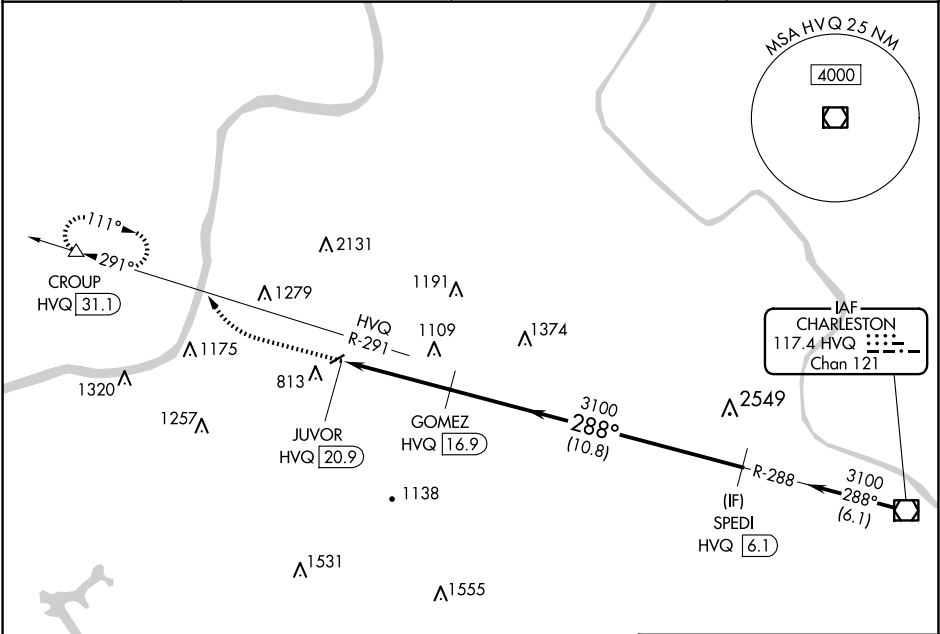 MSA HVQ 25 NM
4000
111°
291°
CROUP
HVQ 31.1
2131
1279
1191
HVQ
R-291
1109
1374
1175
1320
813
1257
JUVOR
HVQ 20.9
GOMEZ
HVQ 16.9
3100
288°
(10.8)
2549
IAF
CHARLESTON
117.4 HVQ
Chan 121
R-288
3100
288°
(6.1)
(IF)
SPEDI
HVQ 6.1
1138
1531
1555